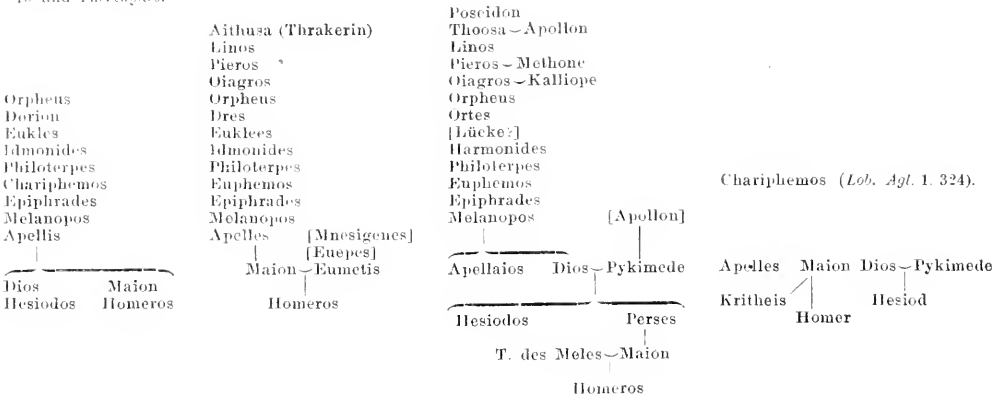 Orpheus
Dorion
Eukles
Idmonides
Philoterpes
Chariphemos
Epiphrades
Melanopos
Apellis
Dios Maion
Hesiodos Homeros
Aithusa (Thrakerin)
Linos
Pieros
Oiagros
Orpheus
Dres
Euklees
Idmonides
Philoterpes
Euphemos
Epiphrades
Melanopos
Apelles [Mnesigenes]
[Euepes]
Maion⏑Eumetis
Homeros
Poseidon
Thoosa⏑Apollon
Linos
Pieros⏑Methone
Oiagros⏑Kalliope
Orpheus
Ortes
[Lücke?]
Harmonides
Philoterpes
Euphemos
Epiphrades
Melanopos [Apollon]
Apellaios Dios⏑Pykimede
Hesiodos Perses
T. des Meles⏑Maion
Homeros
Chariphemos (Lob. Agl. 1. 324).
Apelles Maion Dios⏑Pykimede
Kritheis Hesiod
Homer